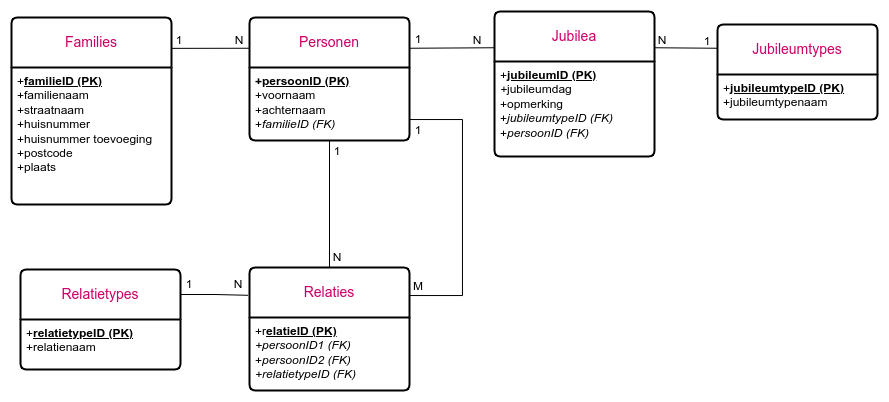 Families
+familieID (PK)
+familienaam
+straatnaam
+huisnummer
+huisnummer toevoeging
+postcode
+plaats
1
N
Personen
+persoonID (PK)
+voornaam
+achternaam
+familieID (FK)
1
N
Jubilea
+jubileumID (PK)
+jubileumdag
+opmerking
+jubileumtypeID (FK)
+persoonID (FK)
N
1
Jubileumtypes
+jubileumtypeID (PK)
+jubileumtypenaam
1
1
N
M
Relatietypes
+relatietypeID (PK)
+relatienaam
1
N
Relaties
+relatieID (PK)
+persoonID1 (FK)
+persoonID2 (FK)
+relatietypeID (FK)